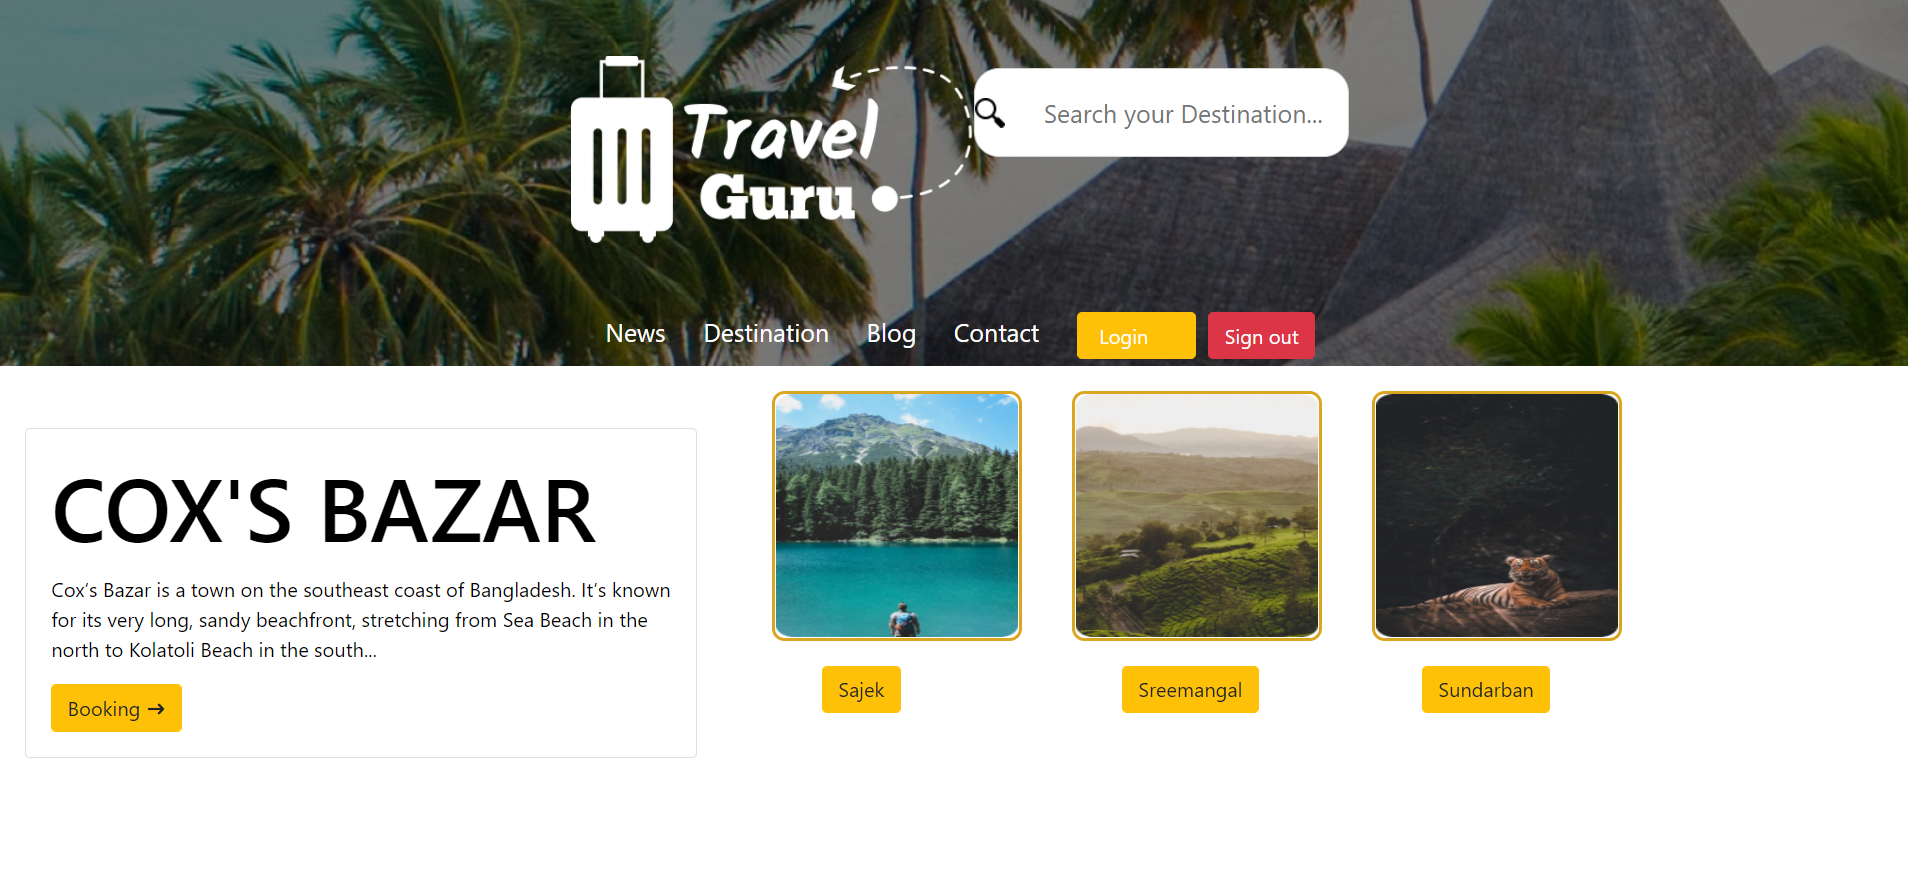 Travel
Guru
Search your Destination...
News Destination Blog Contact Login Sign out
COX'S BAZAR
Cox’s Bazar is a town on the southeast coast of Bangladesh. It’s known
for its very long, sandy beachfront, stretching from Sea Beach in the
north to Kolatoli Beach in the south...
Booking →
Sajek
Sreemangal
Sundarban